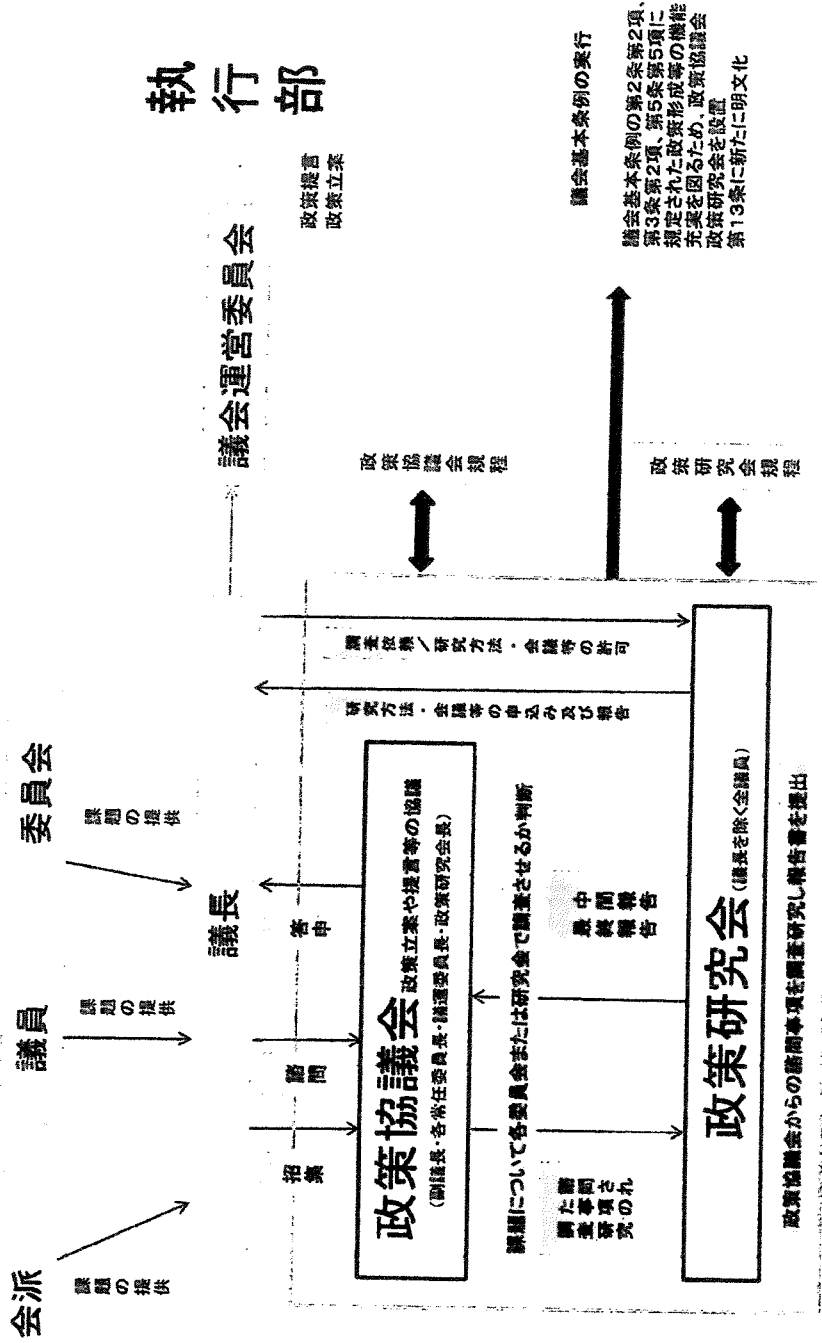 会派
課題の提供
議員
課題の提供
委員会
課題の提供
議長
議会運営委員会
執行部
政策提言
政策立案
招集
諮問
答申
政策協議会 政策立案や提言等の協議
(副議長・各常任委員長・議運委員長・政策研究会長)
研究方法・会議等の申込み及び報告
調査依頼/研究方法・会議等の許可
政策協議会規程
課題について各委員会または研究会で調査させるか判断
諮問された事項の調査研究
中間報告
最終報告
議会基本条例の実行
議会基本条例の第2条第2項、
第3条第2項、第5条第5項に
規定された政策形成等の機能
充実を図るため、政策協議会
政策研究会を設置
第13条に新たに明文化
政策研究会 (議長を除く全議員)
政策研究会規程
政策協議会からの諮問事項を調査研究し報告書を提出